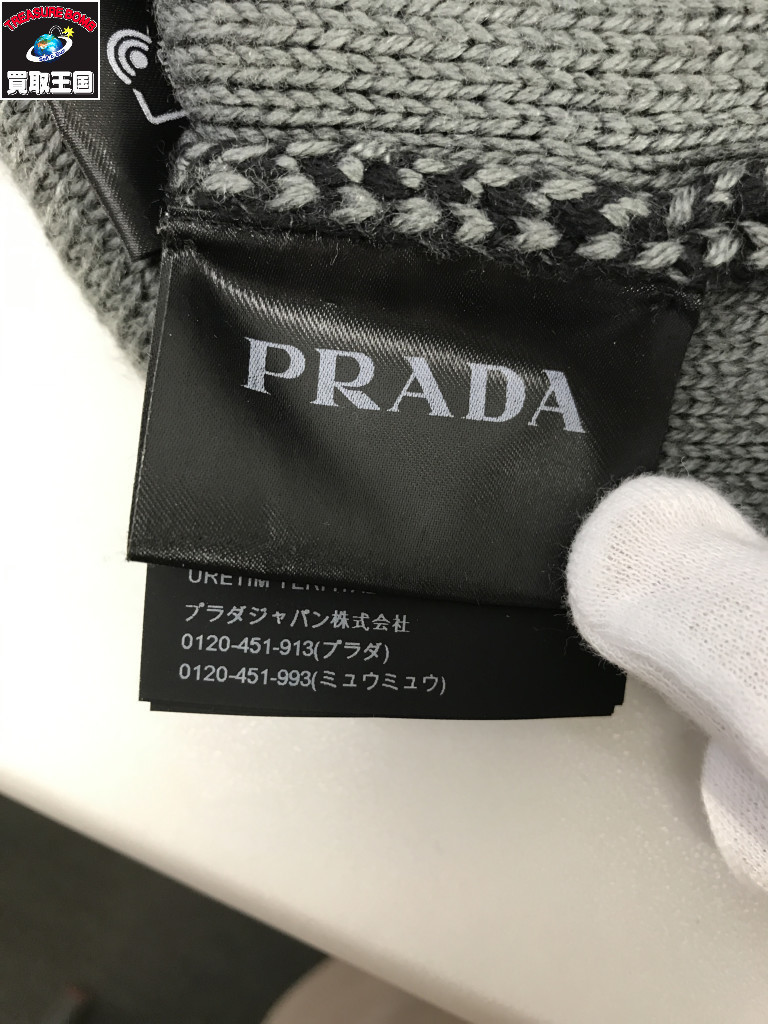 TREASURE BOMB
買取王国
PRADA
プラダジャパン株式会社
0120-451-913(プラダ)
0120-451-993(ミュウミュウ)